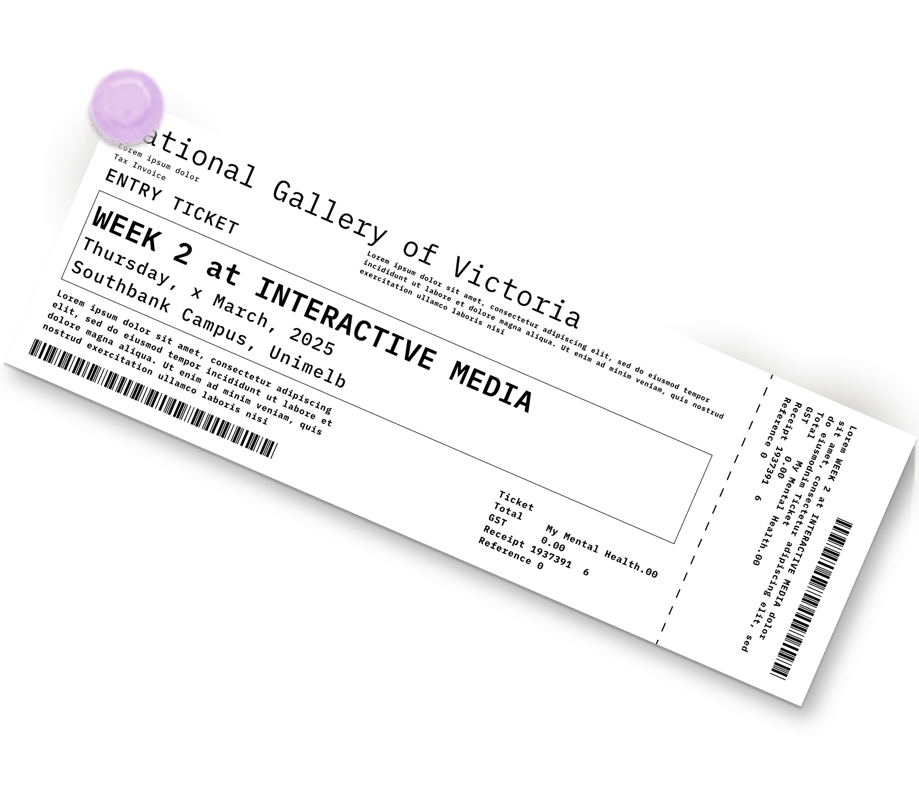 ational Gallery of Victoria
Lorem ipsum dolor
Tax Invoice
ENTRY TICKET
Lorem ipsum dolor sit amet, consectetur adipiscing elit, sed do eiusmod tempor
incididunt ut labore et dolore magna aliqua. Ut enim ad minim veniam, quis nostrud
exercitation ullamco laboris nisi
WEEK 2 at INTERACTIVE MEDIA
Thursday, x March, 2025
Southbank Campus, Unimelb
Lorem ipsum dolor sit amet, consectetur adipiscing
elit, sed do eiusmod tempor incididunt ut labore et
dolore magna aliqua. Ut enim ad minim veniam, quis
nostrud exercitation ullamco laboris nisi
Ticket My Mental Health.00
Total 0.00
GST
Receipt 1937391 6
Reference 0
Lorem WEEK 2 at INTERACTIVE MEDIA dolor
sit amet, consectetur adipiscing elit, sed
do eiusmodnim Ticket
Total My Mental Health.00
GST 0.00
Receipt 1937391 6
Reference 0